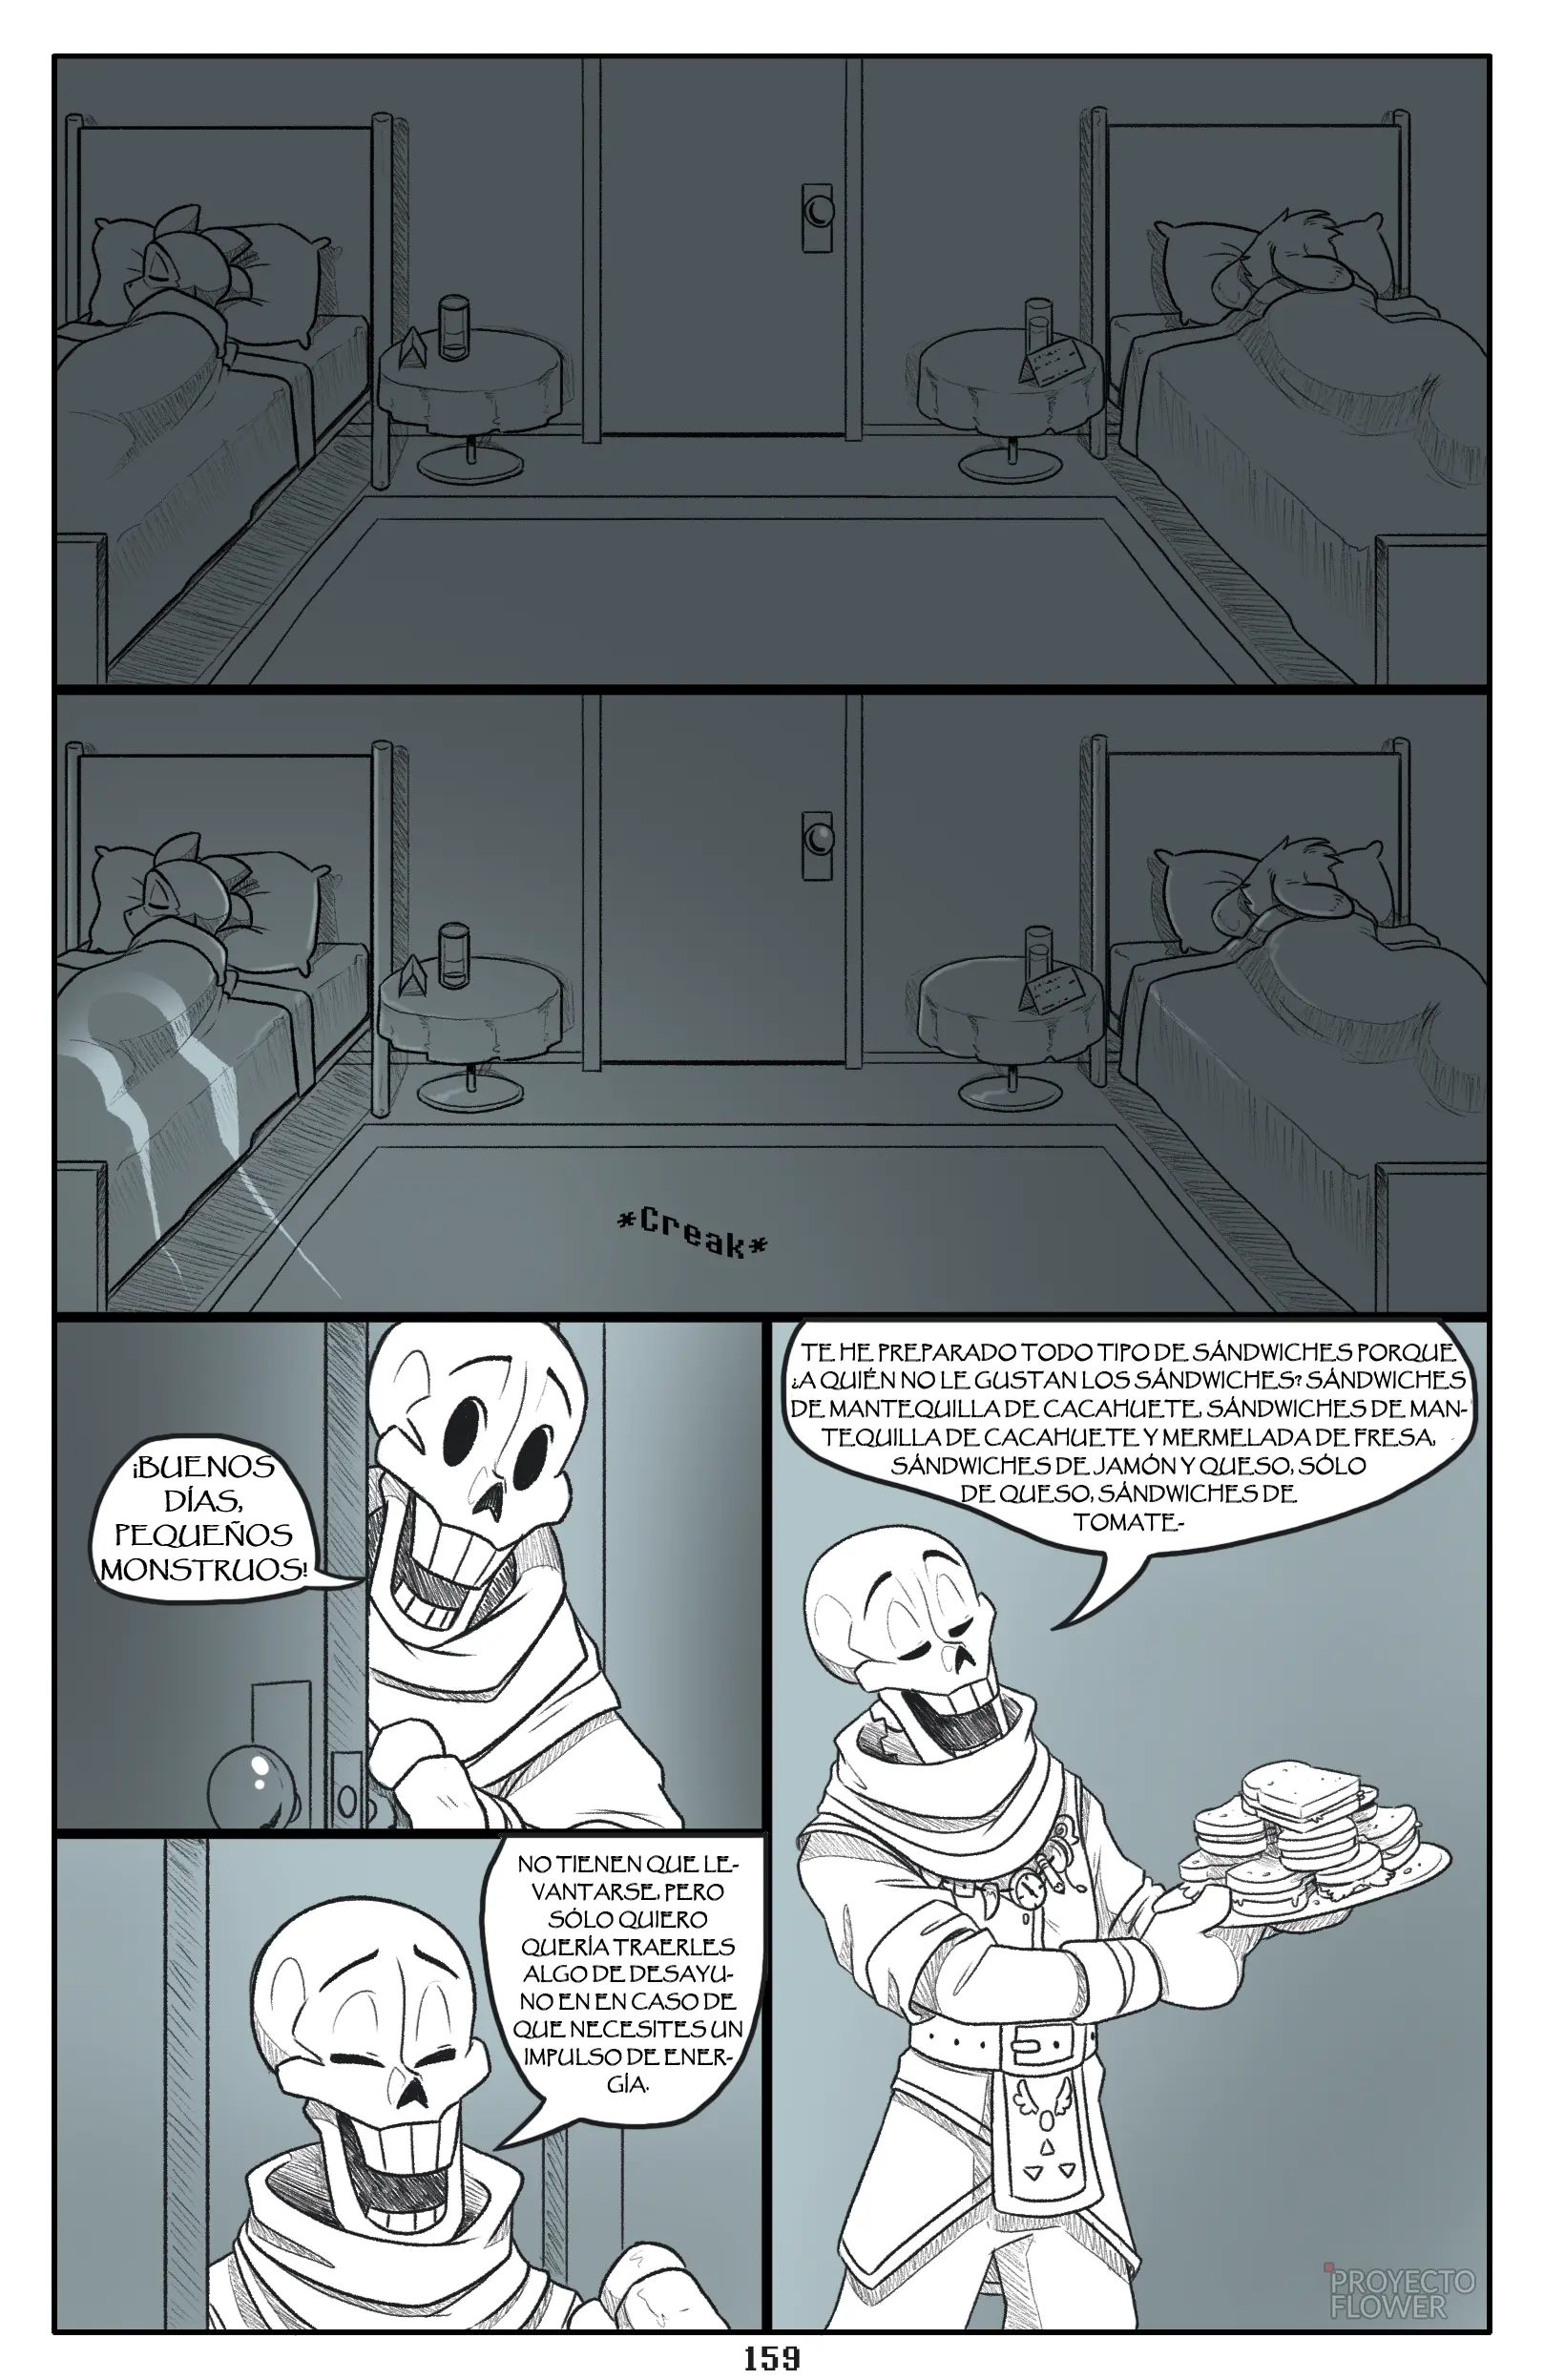 *Creak*
¡BUENOS
DÍAS,
PEQUEÑOS
MONSTRUOS!
NO TIENEN QUE LE-
VANTARSE, PERO
SÓLO QUIERO
QUERÍA TRAERLES
ALGO DE DESAYU-
NO EN EN CASO DE
QUE NECESITES UN
IMPULSO DE ENER-
GÍA.
TE HE PREPARADO TODO TIPO DE SÁNDWICHES PORQUE
¿A QUIÉN NO LE GUSTAN LOS SÁNDWICHES? SÁNDWICHES
DE MANTEQUILLA DE CACAHUETE, SÁNDWICHES DE MAN-
TEQUILLA DE CACAHUETE Y MERMELADA DE FRESA,
SÁNDWICHES DE JAMÓN Y QUESO, SÓLO
DE QUESO, SÁNDWICHES DE
TOMATE-
PROYECTO
FLOWER
159